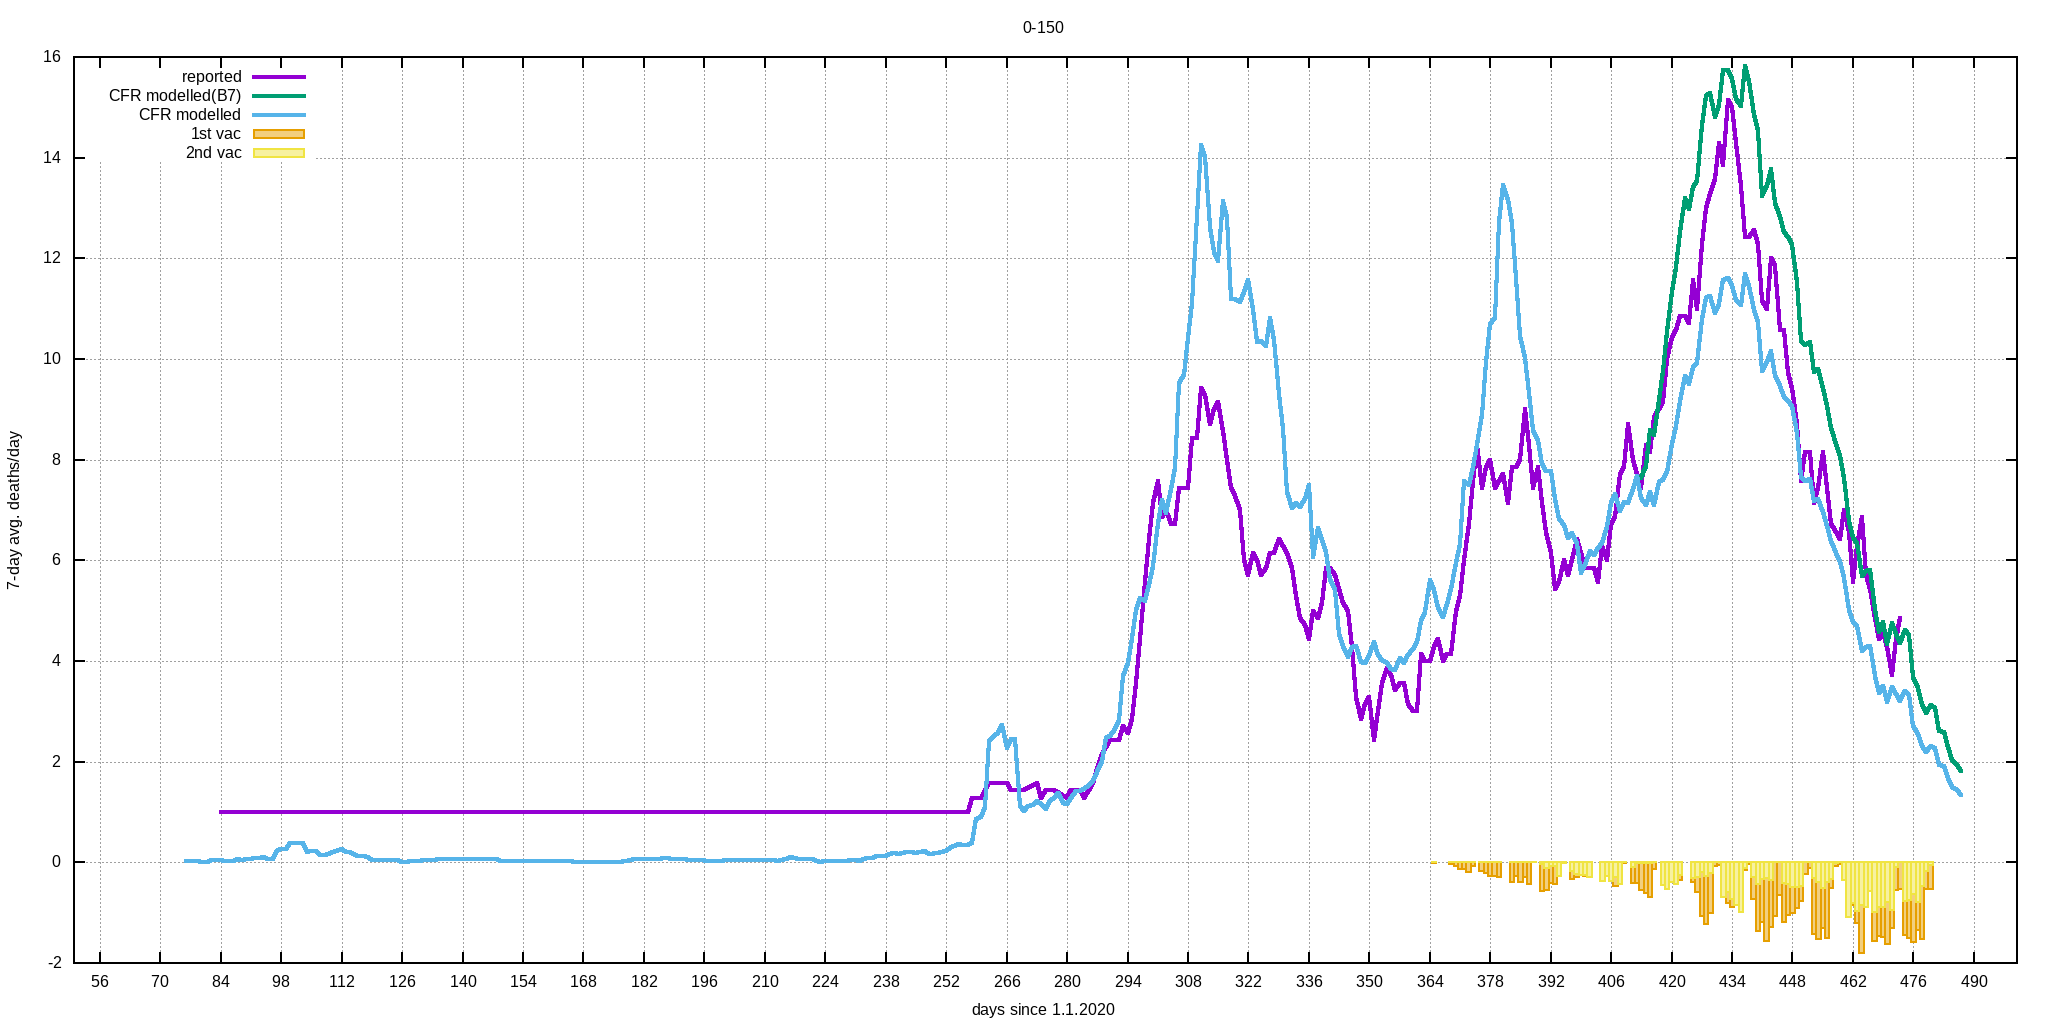 0-150
reported
CFR modelled(B7)
CFR modelled
1st vac
2nd vac
16
14
12
10
8
6
4
2
0
-2
7-day avg. deaths/day
56 70 84 98 112 126 140 154 168 182 196 210 224 238 252 266 280 294 308 322 336 350 364 378 392 406 420 434 448 462 476 490
days since 1.1.2020